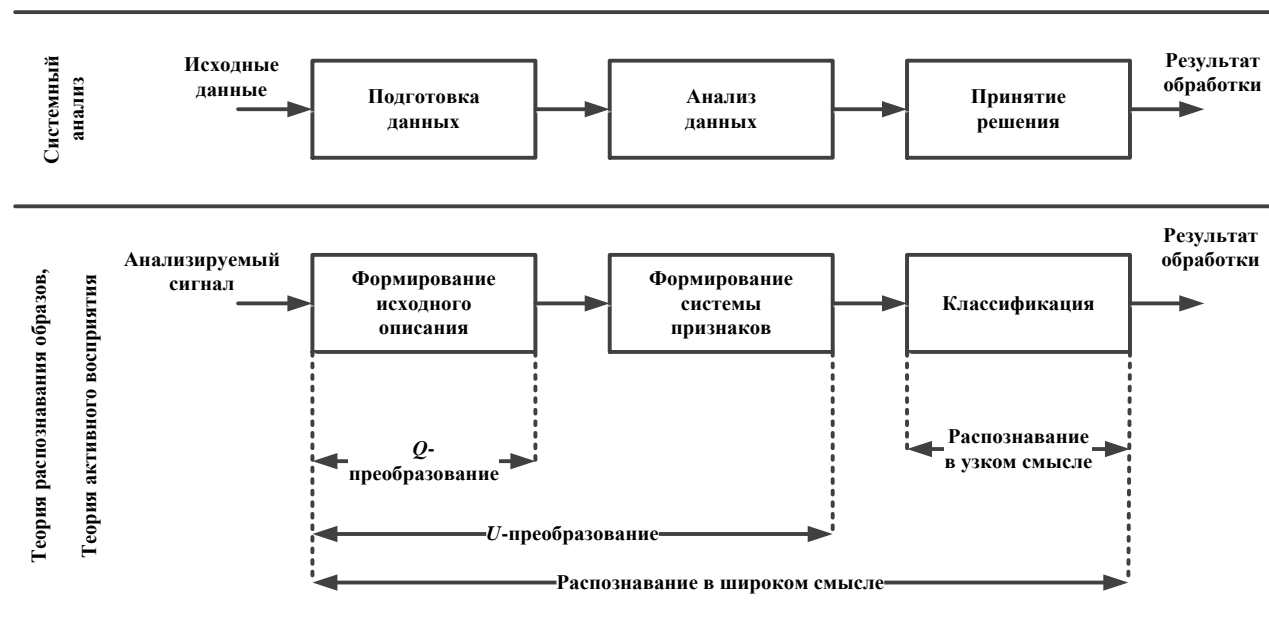 Системный
анализ
Исходные
данные
Подготовка
данных
Анализ
данных
Принятие
решения
Результат
обработки
Теория распознавания образов,
Теория активного восприятия
Анализируемый
сигнал
Формирование
исходного
описания
Формирование
системы
признаков
Классификация
Результат
обработки
Q-
преобразование
Распознавание
в узком смысле
U-преобразование
Распознавание в широком смысле